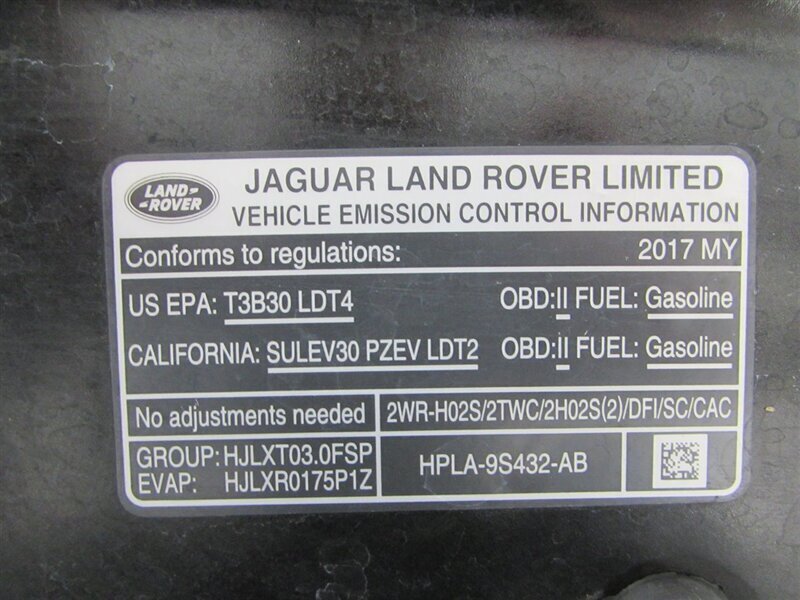 LAND-
-ROVER
JAGUAR LAND ROVER LIMITED
VEHICLE EMISSION CONTROL INFORMATION
Conforms to regulations: 2017 MY
US EPA: T3B30 LDT4 OBD:II FUEL: Gasoline
CALIFORNIA: SULEV30 PZEV LDT2 OBD:II FUEL: Gasoline
No adjustments needed 2WR-H02S/2TWC/2H02S(2)/DFI/SC/CAC
GROUP: HJLXT03.0FSP
EVAP: HJLXR0175P1Z
HPLA-9S432-AB